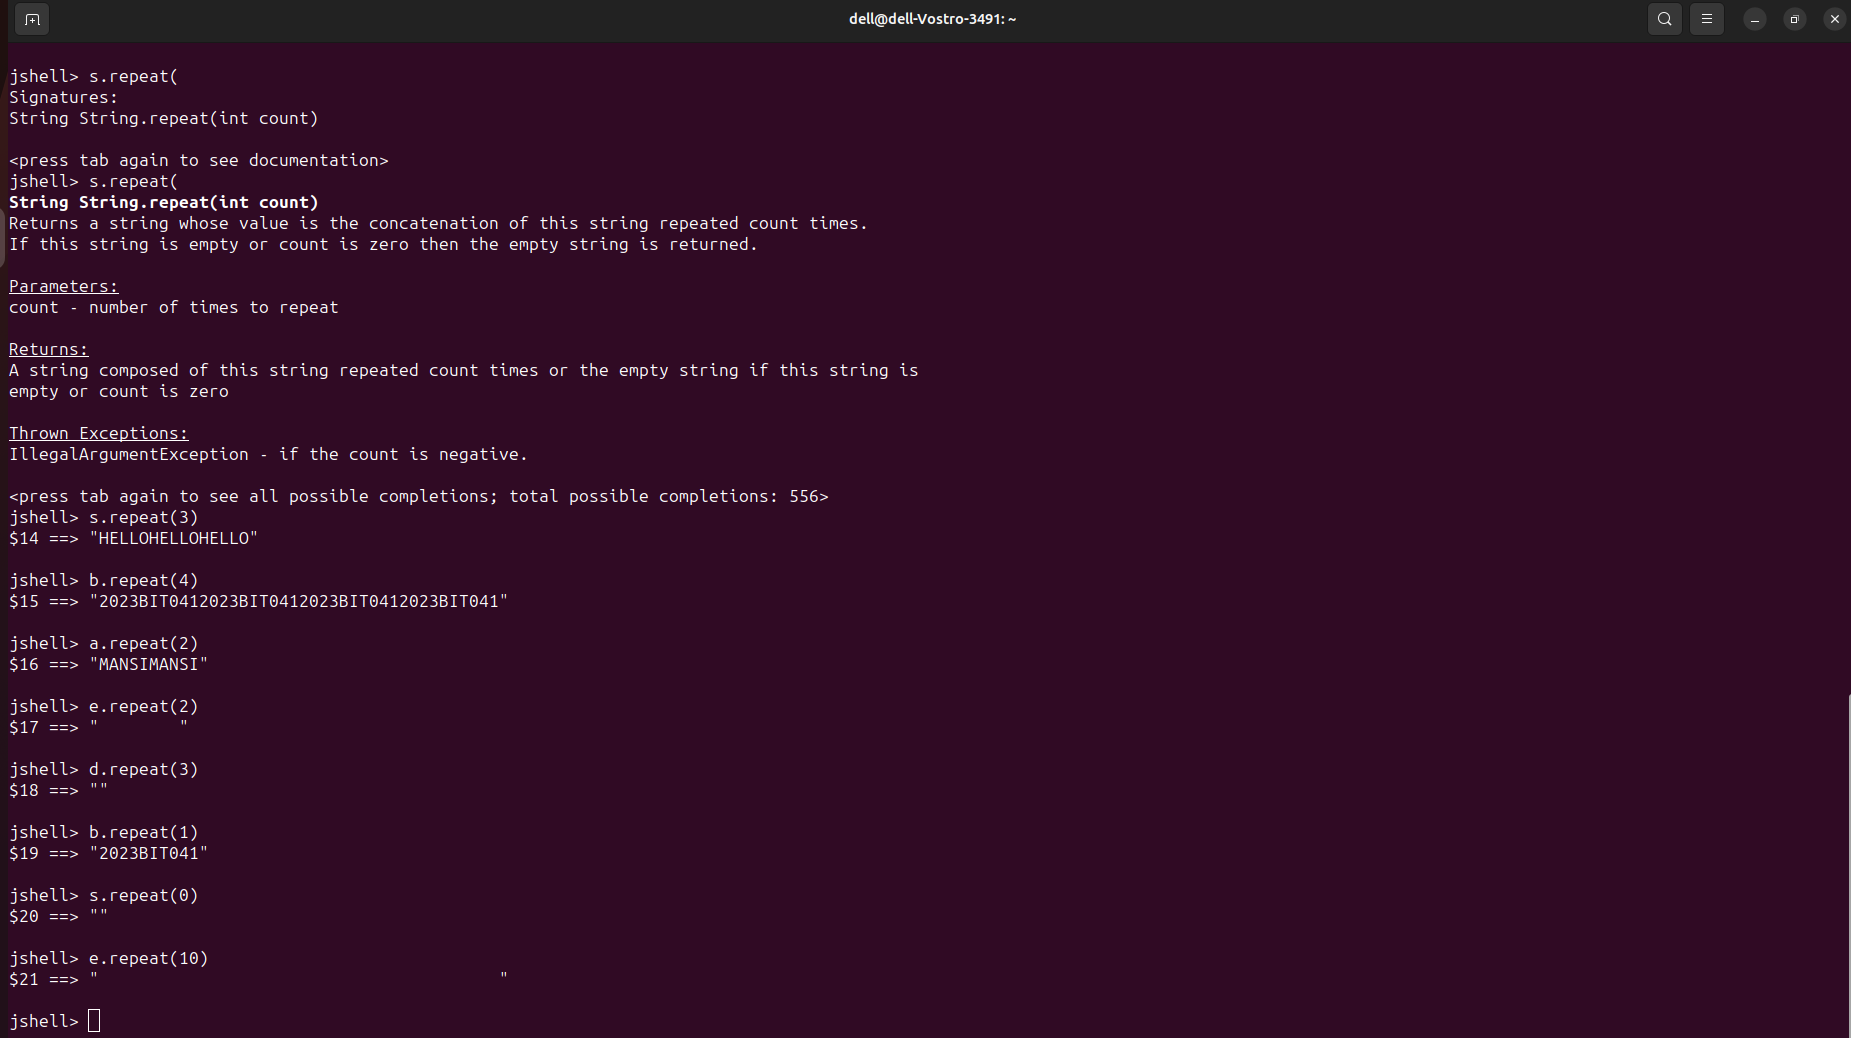 dell@dell-Vostro-3491: ~
jshell> s.repeat(
Signatures:
String String.repeat(int count)
<press tab again to see documentation>
jshell> s.repeat(
String String.repeat(int count)
Returns a string whose value is the concatenation of this string repeated count times.
If this string is empty or count is zero then the empty string is returned.
Parameters:
count - number of times to repeat
Returns:
A string composed of this string repeated count times or the empty string if this string is
empty or count is zero
Thrown Exceptions:
IllegalArgumentException - if the count is negative.
<press tab again to see all possible completions; total possible completions: 556>
jshell> s.repeat(3)
$14 ==> "HELLOHELLOHELLO"
jshell> b.repeat(4)
$15 ==> "2023BIT0412023BIT0412023BIT0412023BIT041"
jshell> a.repeat(2)
$16 ==> "MANSIMANSI"
jshell> e.repeat(2)
$17 ==> "        "
jshell> d.repeat(3)
$18 ==> ""
jshell> b.repeat(1)
$19 ==> "2023BIT041"
jshell> s.repeat(0)
$20 ==> ""
jshell> e.repeat(10)
$21 ==> "                                        "
jshell>